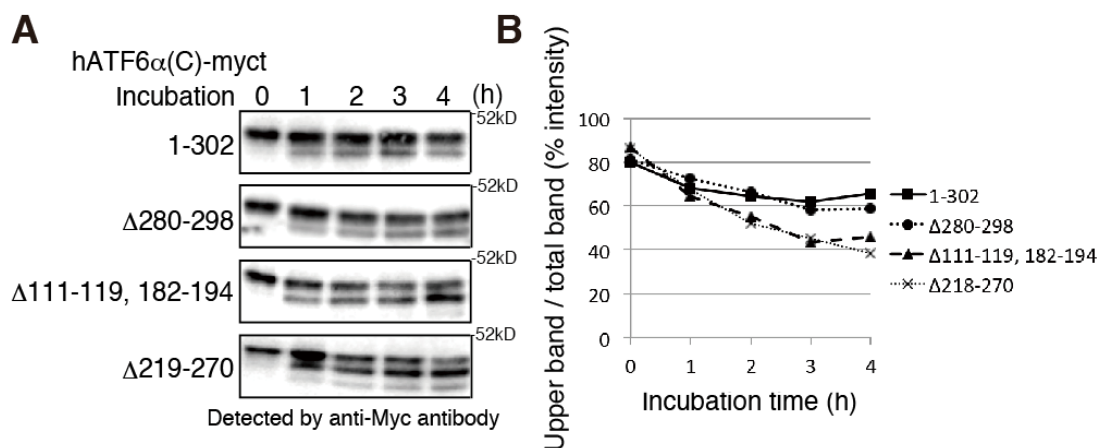 A
hATF6α(C)-myct
Incubation 0 1 2 3 4 (h)
-52kD
1-302
-52kD
Δ280-298
-52kD
Δ111-119, 182-194
-52kD
Δ219-270
Detected by anti-Myc antibody
B
Upper band / total band (% intensity)
100
80
60
40
20
0
0 1 2 3 4
Incubation time (h)
1-302
Δ280-298
Δ111-119, 182-194
Δ218-270